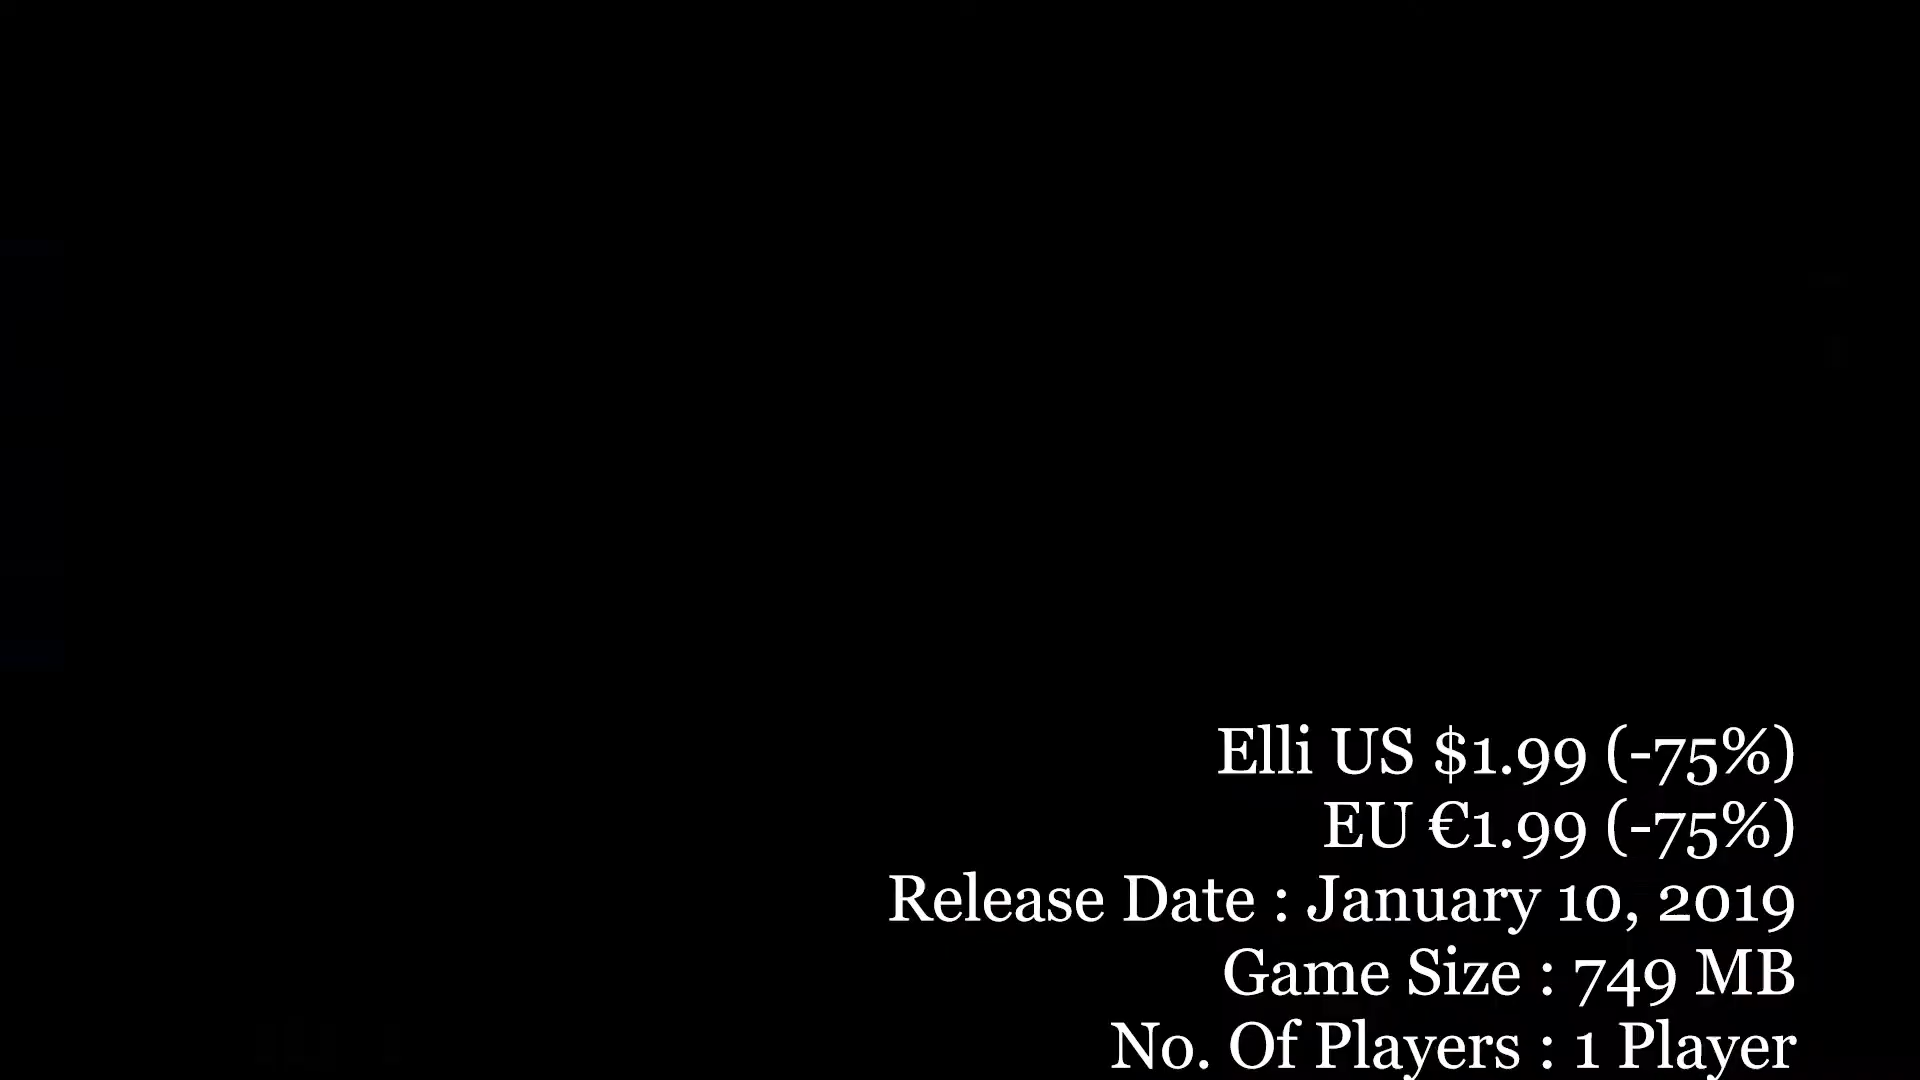 Elli US $1.99 (-75%)
EU €1.99 (-75%)
Release Date : January 10, 2019
Game Size : 749 MB
No. Of Players : 1 Player